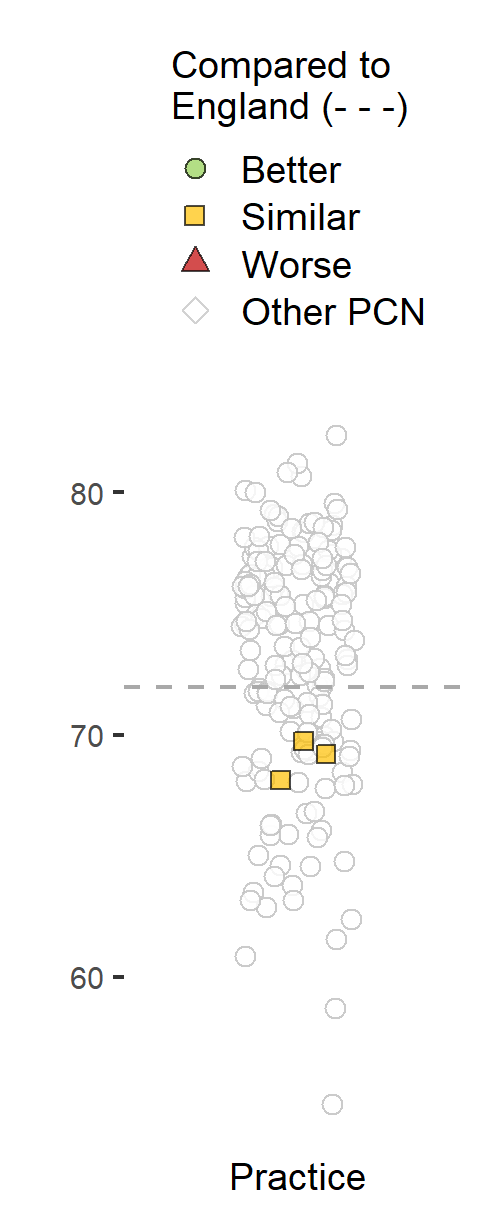 Compared to
England (- - -)
Better
Similar
Worse
Other PCN
80
70
60
Practice